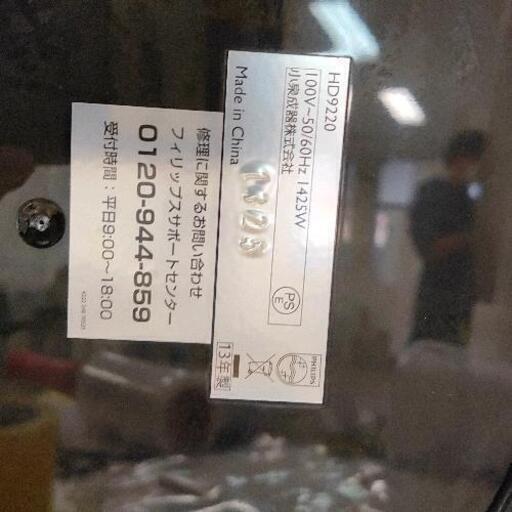 HD9220
100V~50/60Hz 1425W
小泉成器株式会社
Made in China
1323
PS
E
PHILIPS
13年製
修理に関するお問い合わせ
フィリップスサポートセンター
0120-944-859
受付時間：平日9:00～18:00